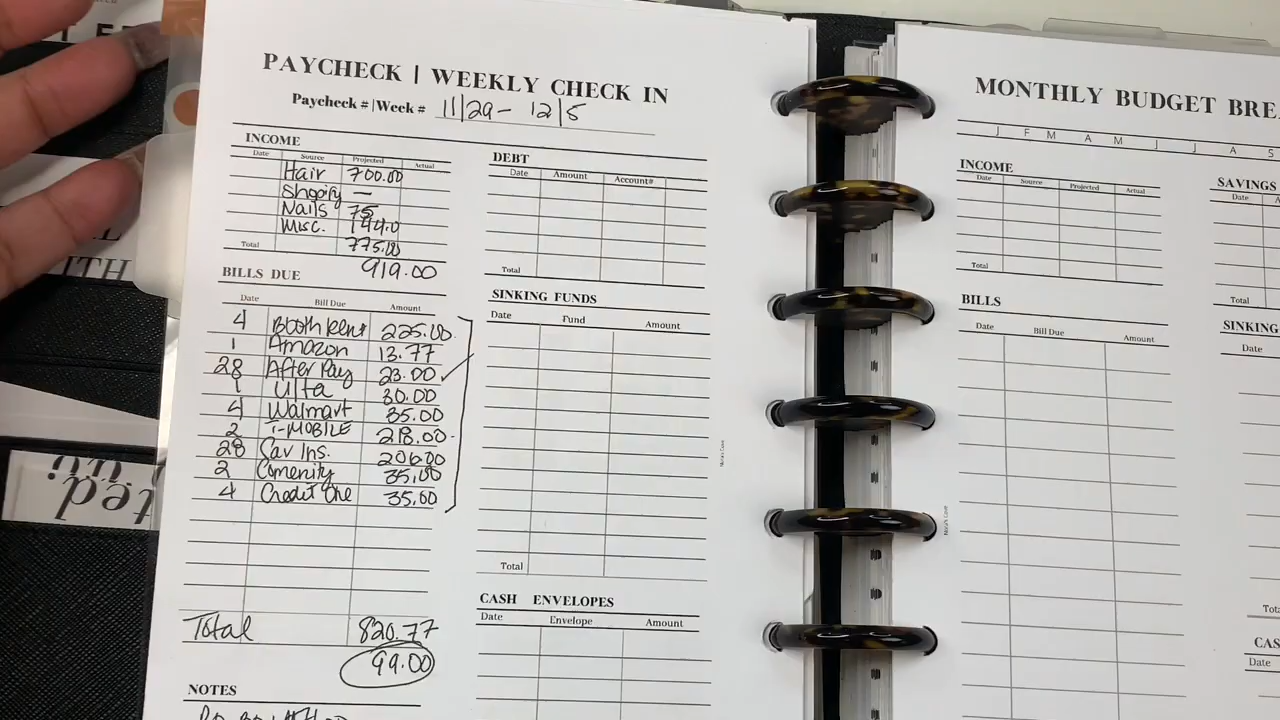 PAYCHECK | WEEKLY CHECK IN
Paycheck # |Week # 11/29 - 12/5
INCOME
Date Source Projected Actual
Hair 700.00
Shopify —
Nails 75
Misc. 144.0
Total 775.00
919.00
BILLS DUE
Date Bill Due Amount
4 Booth Rent 225.00
1 Amazon 13.77
28 After Pay 23.00
1 Ulta 30.00
4 Walmart 35.00
2 T-MOBILE 218.00
28 Car Ins. 206.00
2 Comenity 35.00
4 Credit One 35.00
Total 820.77
99.00
NOTES
DEBT
Date Amount Account#
Total
SINKING FUNDS
Date Fund Amount
Total
CASH ENVELOPES
Date Envelope Amount
MONTHLY BUDGET BRE
J F M A M J J A S
INCOME
Date Source Projected Actual
Total
BILLS
Date Bill Due Amount
SAVINGS
Date A
Total
SINKING
Date
Tota
CAS
Date